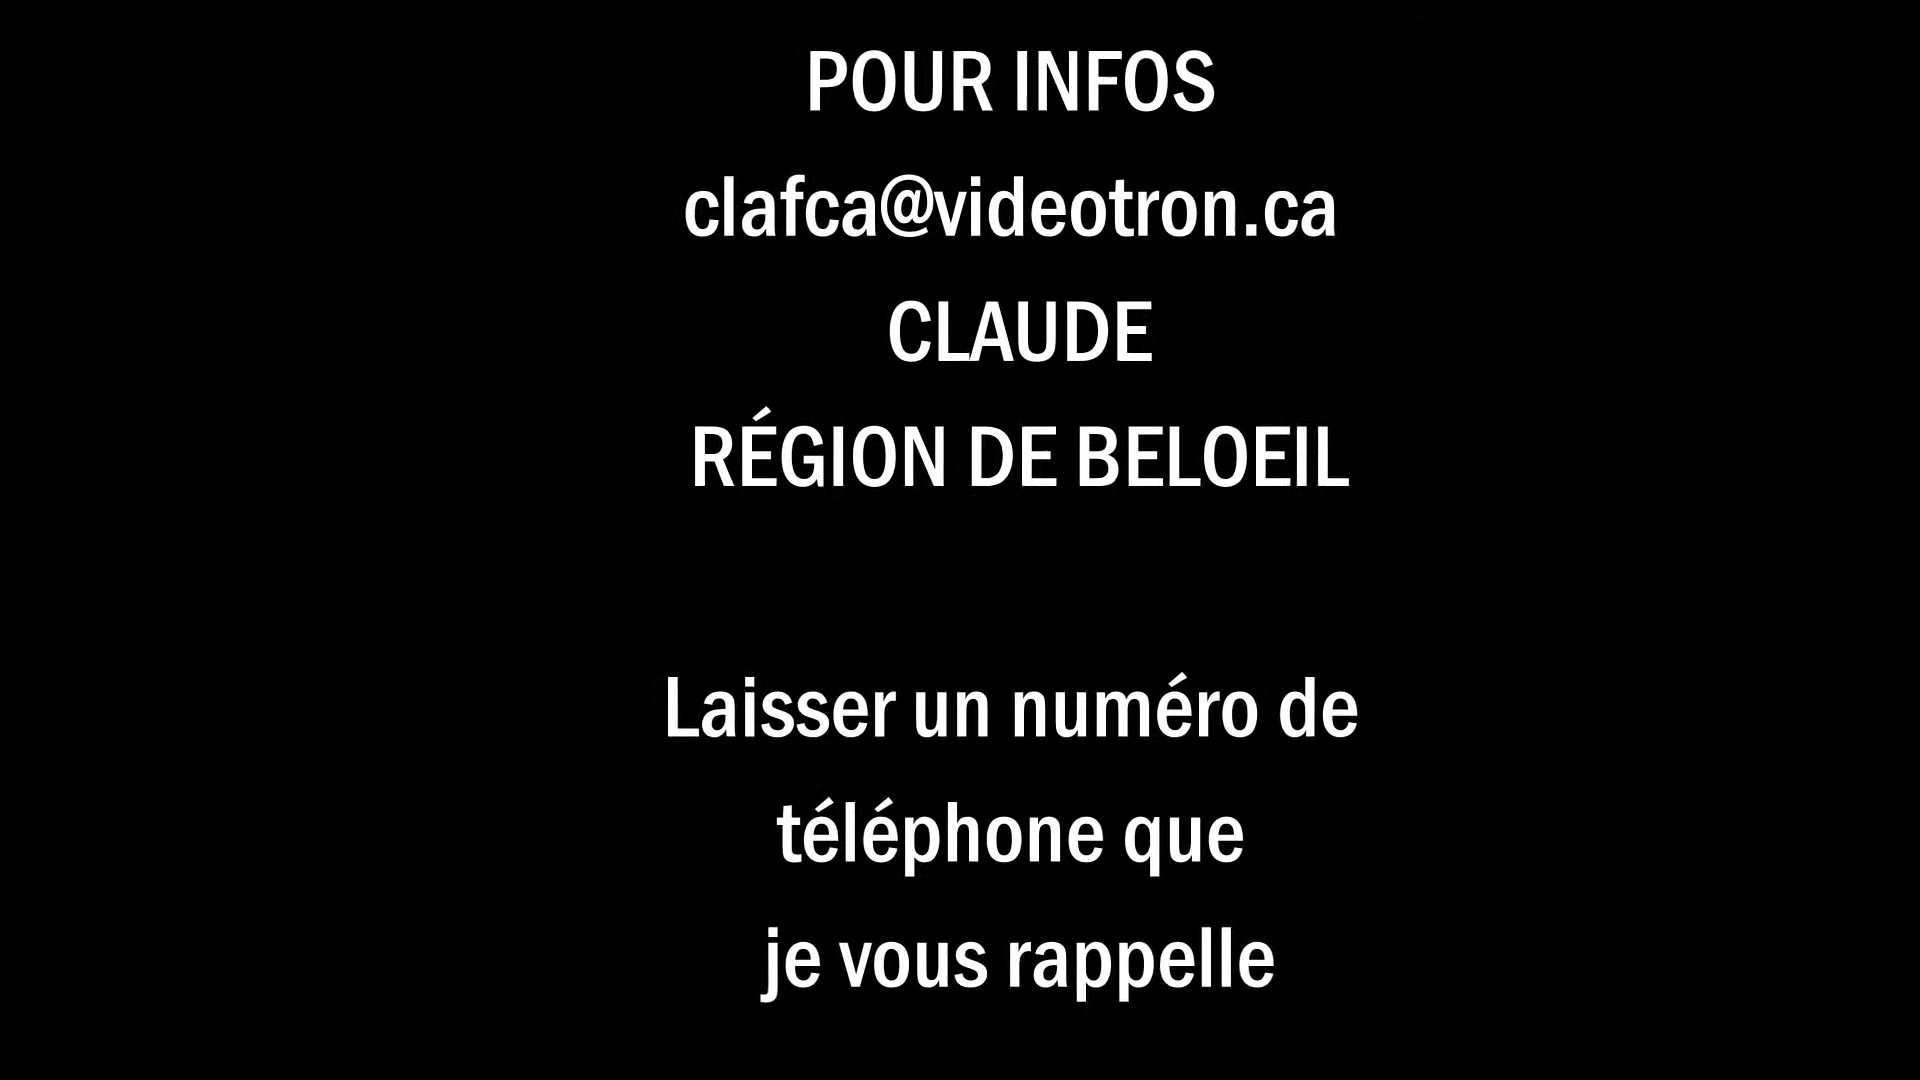 POUR INFOS
clafca@videotron.ca
CLAUDE
RÉGION DE BELOEIL
Laisser un numéro de
téléphone que
je vous rappelle